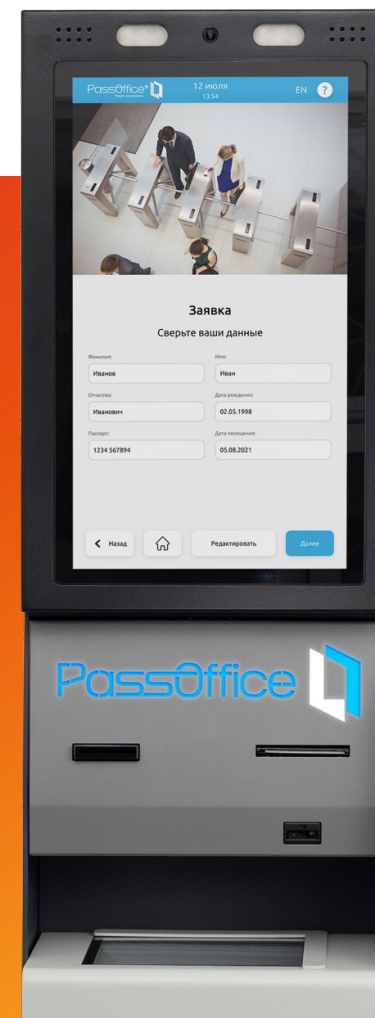 PassOffice®
12 июля
13:54
EN ?
Заявка
Сверьте ваши данные
Фамилия:
Имя:
Иванов
Иван
Отчество:
Дата рождения:
Иванович
02.05.1998
Паспорт:
Дата посещения:
1234 567894
05.08.2021
Назад
Редактировать
Далее
PassOffice